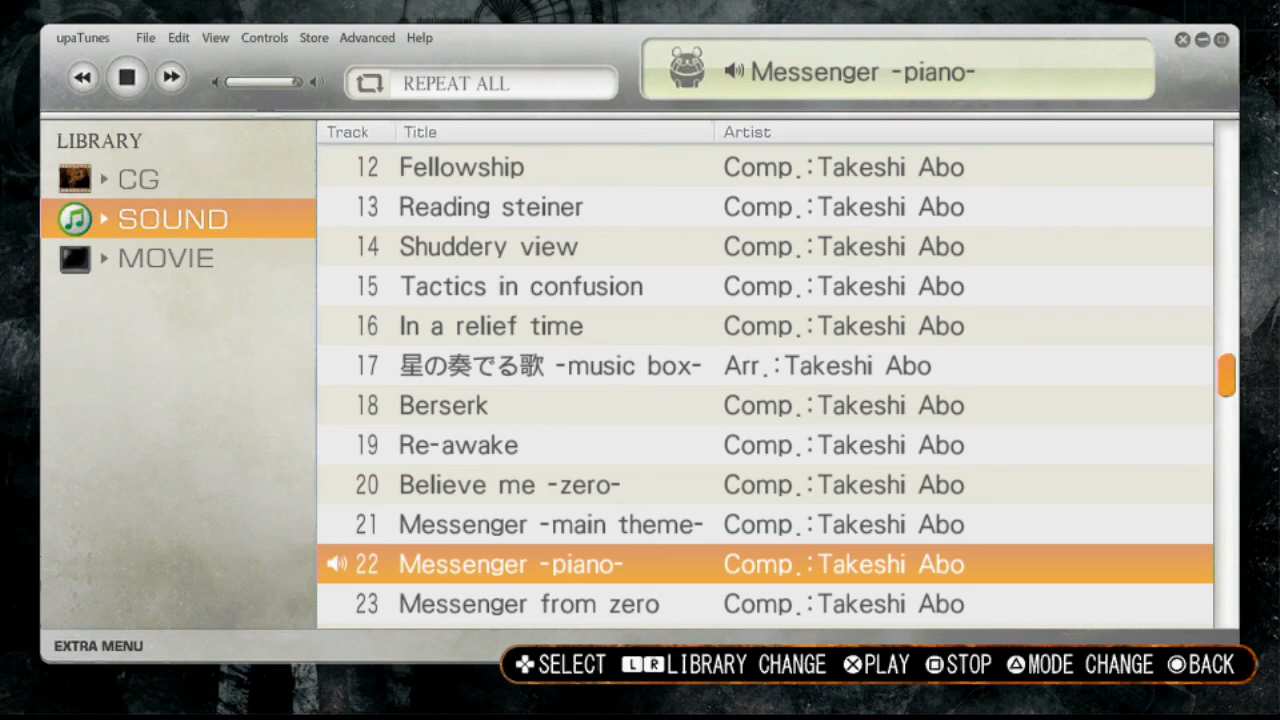 upaTunes File Edit View Controls Store Advanced Help
REPEAT ALL
Messenger -piano-
LIBRARY
CG
SOUND
MOVIE
Track Title Artist
12 Fellowship Comp.:Takeshi Abo
13 Reading steiner Comp.:Takeshi Abo
14 Shuddery view Comp.:Takeshi Abo
15 Tactics in confusion Comp.:Takeshi Abo
16 In a relief time Comp.:Takeshi Abo
17 星の奏でる歌 -music box- Arr.:Takeshi Abo
18 Berserk Comp.:Takeshi Abo
19 Re-awake Comp.:Takeshi Abo
20 Believe me -zero- Comp.:Takeshi Abo
21 Messenger -main theme- Comp.:Takeshi Abo
22 Messenger -piano- Comp.:Takeshi Abo
23 Messenger from zero Comp.:Takeshi Abo
EXTRA MENU
SELECT L R LIBRARY CHANGE PLAY STOP MODE CHANGE BACK